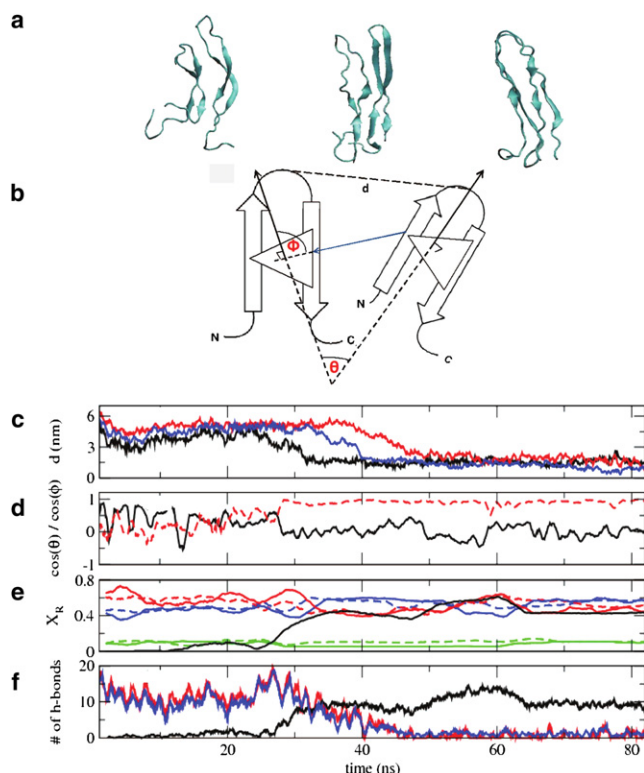 a
b
d
Φ
N
C
θ
N
C
c
d (nm)
6
3
0
d
cos(θ) / cos(ϕ)
1
0
-1
e
X_R
0.8
0.4
0
f
# of h-bonds
20
10
0
20
40
60
80
time (ns)